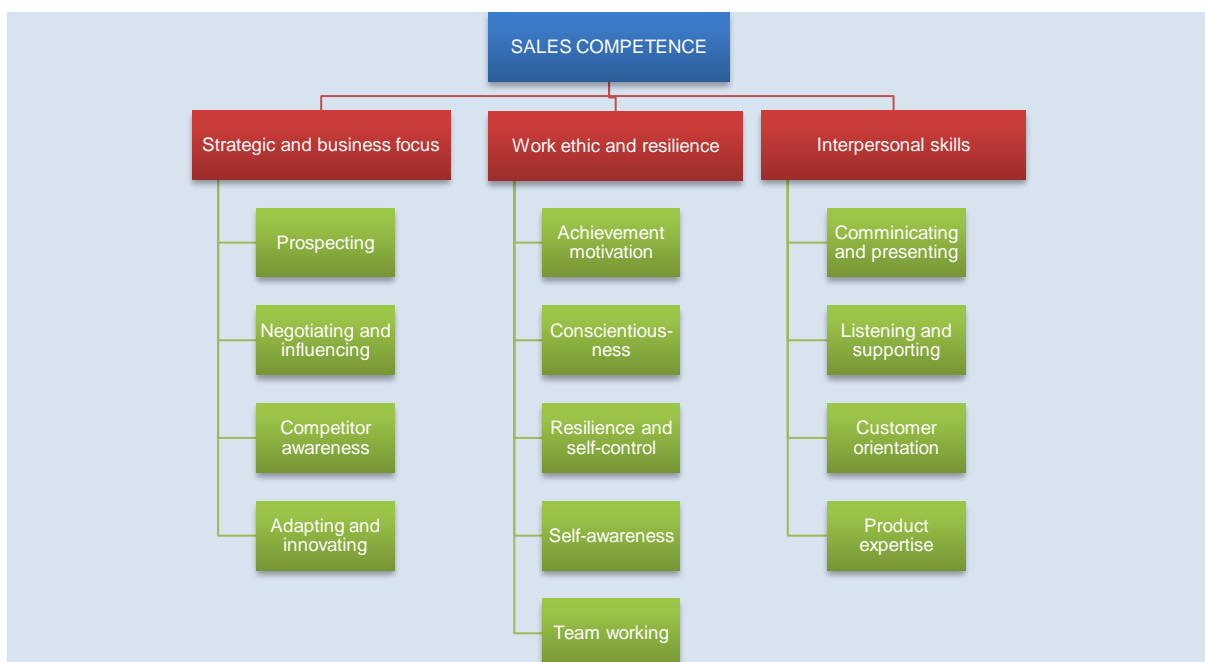 SALES COMPETENCE
Strategic and business focus
Work ethic and resilience
Interpersonal skills
Prospecting
Negotiating and
influencing
Competitor
awareness
Adapting and
innovating
Achievement
motivation
Conscientious-
ness
Resilience and
self-control
Self-awareness
Team working
Comminicating
and presenting
Listening and
supporting
Customer
orientation
Product
expertise